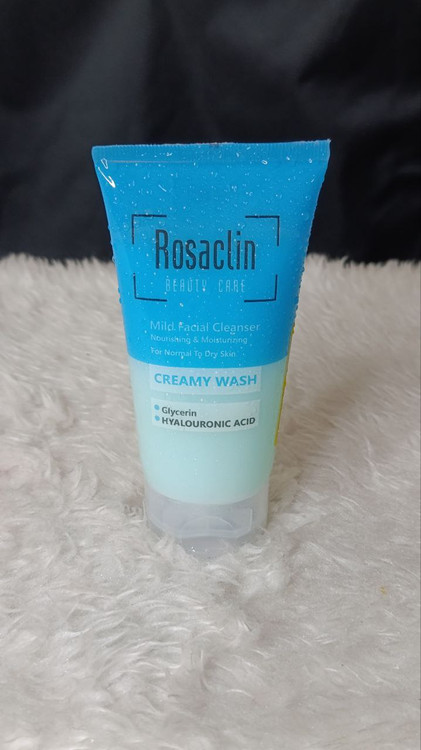 Rosaclin
BEAUTY CARE
Mild Facial Cleanser
Nourishing & Moisturizing
For Normal To Dry Skin
CREAMY WASH
Glycerin
HYALOURONIC ACID